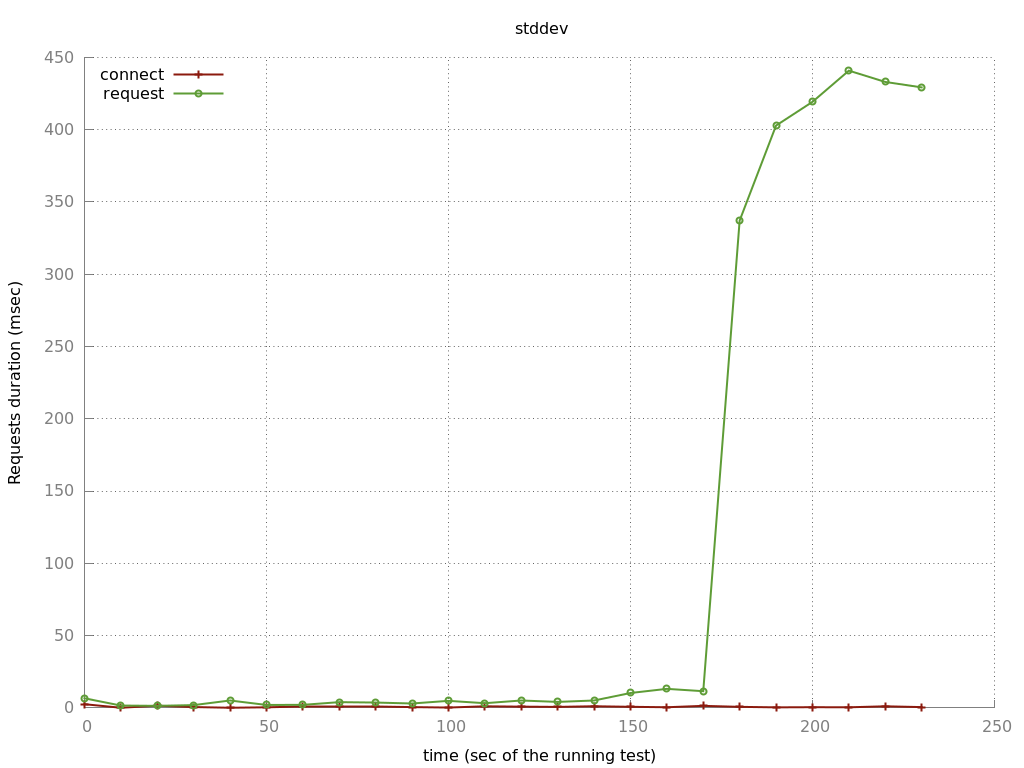 stddev
450
connect
request
400
350
300
250
200
150
100
50
0
0 50 100 150 200 250
Requests duration (msec)
time (sec of the running test)